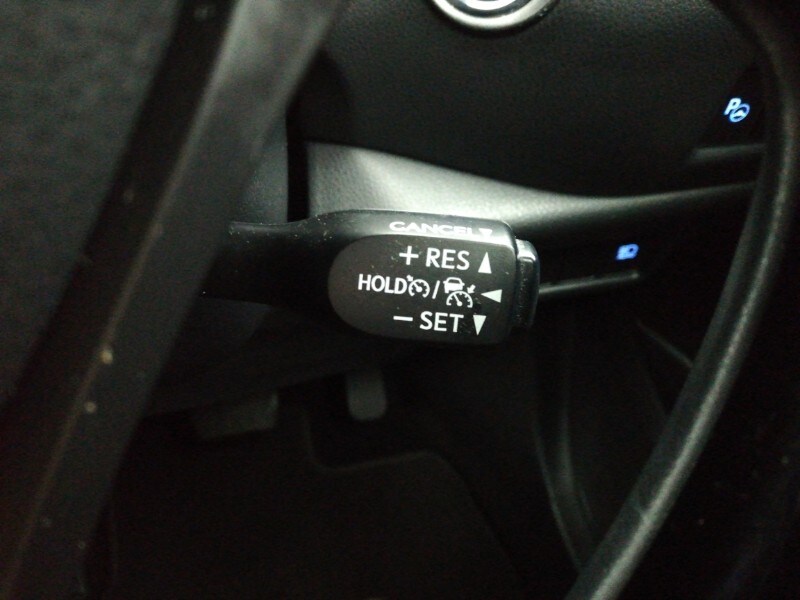 P
CANCEL
+ RES
HOLD /
- SET